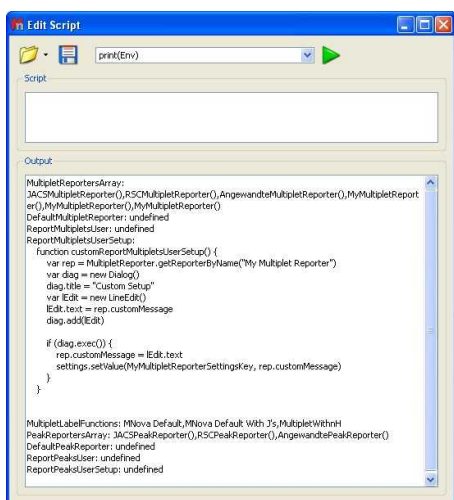 Edit Script
print(Env)
Script
Output
MultipletReportersArray:
JACSMultipletReporter(),RSCMultipletReporter(),AngewandteMultipletReporter(),MyMultipletReport
er(),MyMultipletReporter(),MyMultipletReporter()
DefaultMultipletReporter: undefined
ReportMultipletsUser: undefined
ReportMultipletsUserSetup:
function customReportMultipletsUserSetup() {
var rep = MultipletReporter.getReporterByName("My Multiplet Reporter")
var diag = new Dialog()
diag.title = "Custom Setup"
var lEdit = new LineEdit()
lEdit.text = rep.customMessage
diag.add(lEdit)
if (diag.exec()) {
rep.customMessage = lEdit.text
settings.setValue(MyMultipletReporterSettingsKey, rep.customMessage)
}
}
MultipletLabelFunctions: MNova Default,MNova Default With J's,MultipletWithnH
PeakReportersArray: JACSPeakReporter(),RSCPeakReporter(),AngewandtePeakReporter()
DefaultPeakReporter: undefined
ReportPeaksUser: undefined
ReportPeaksUserSetup: undefined